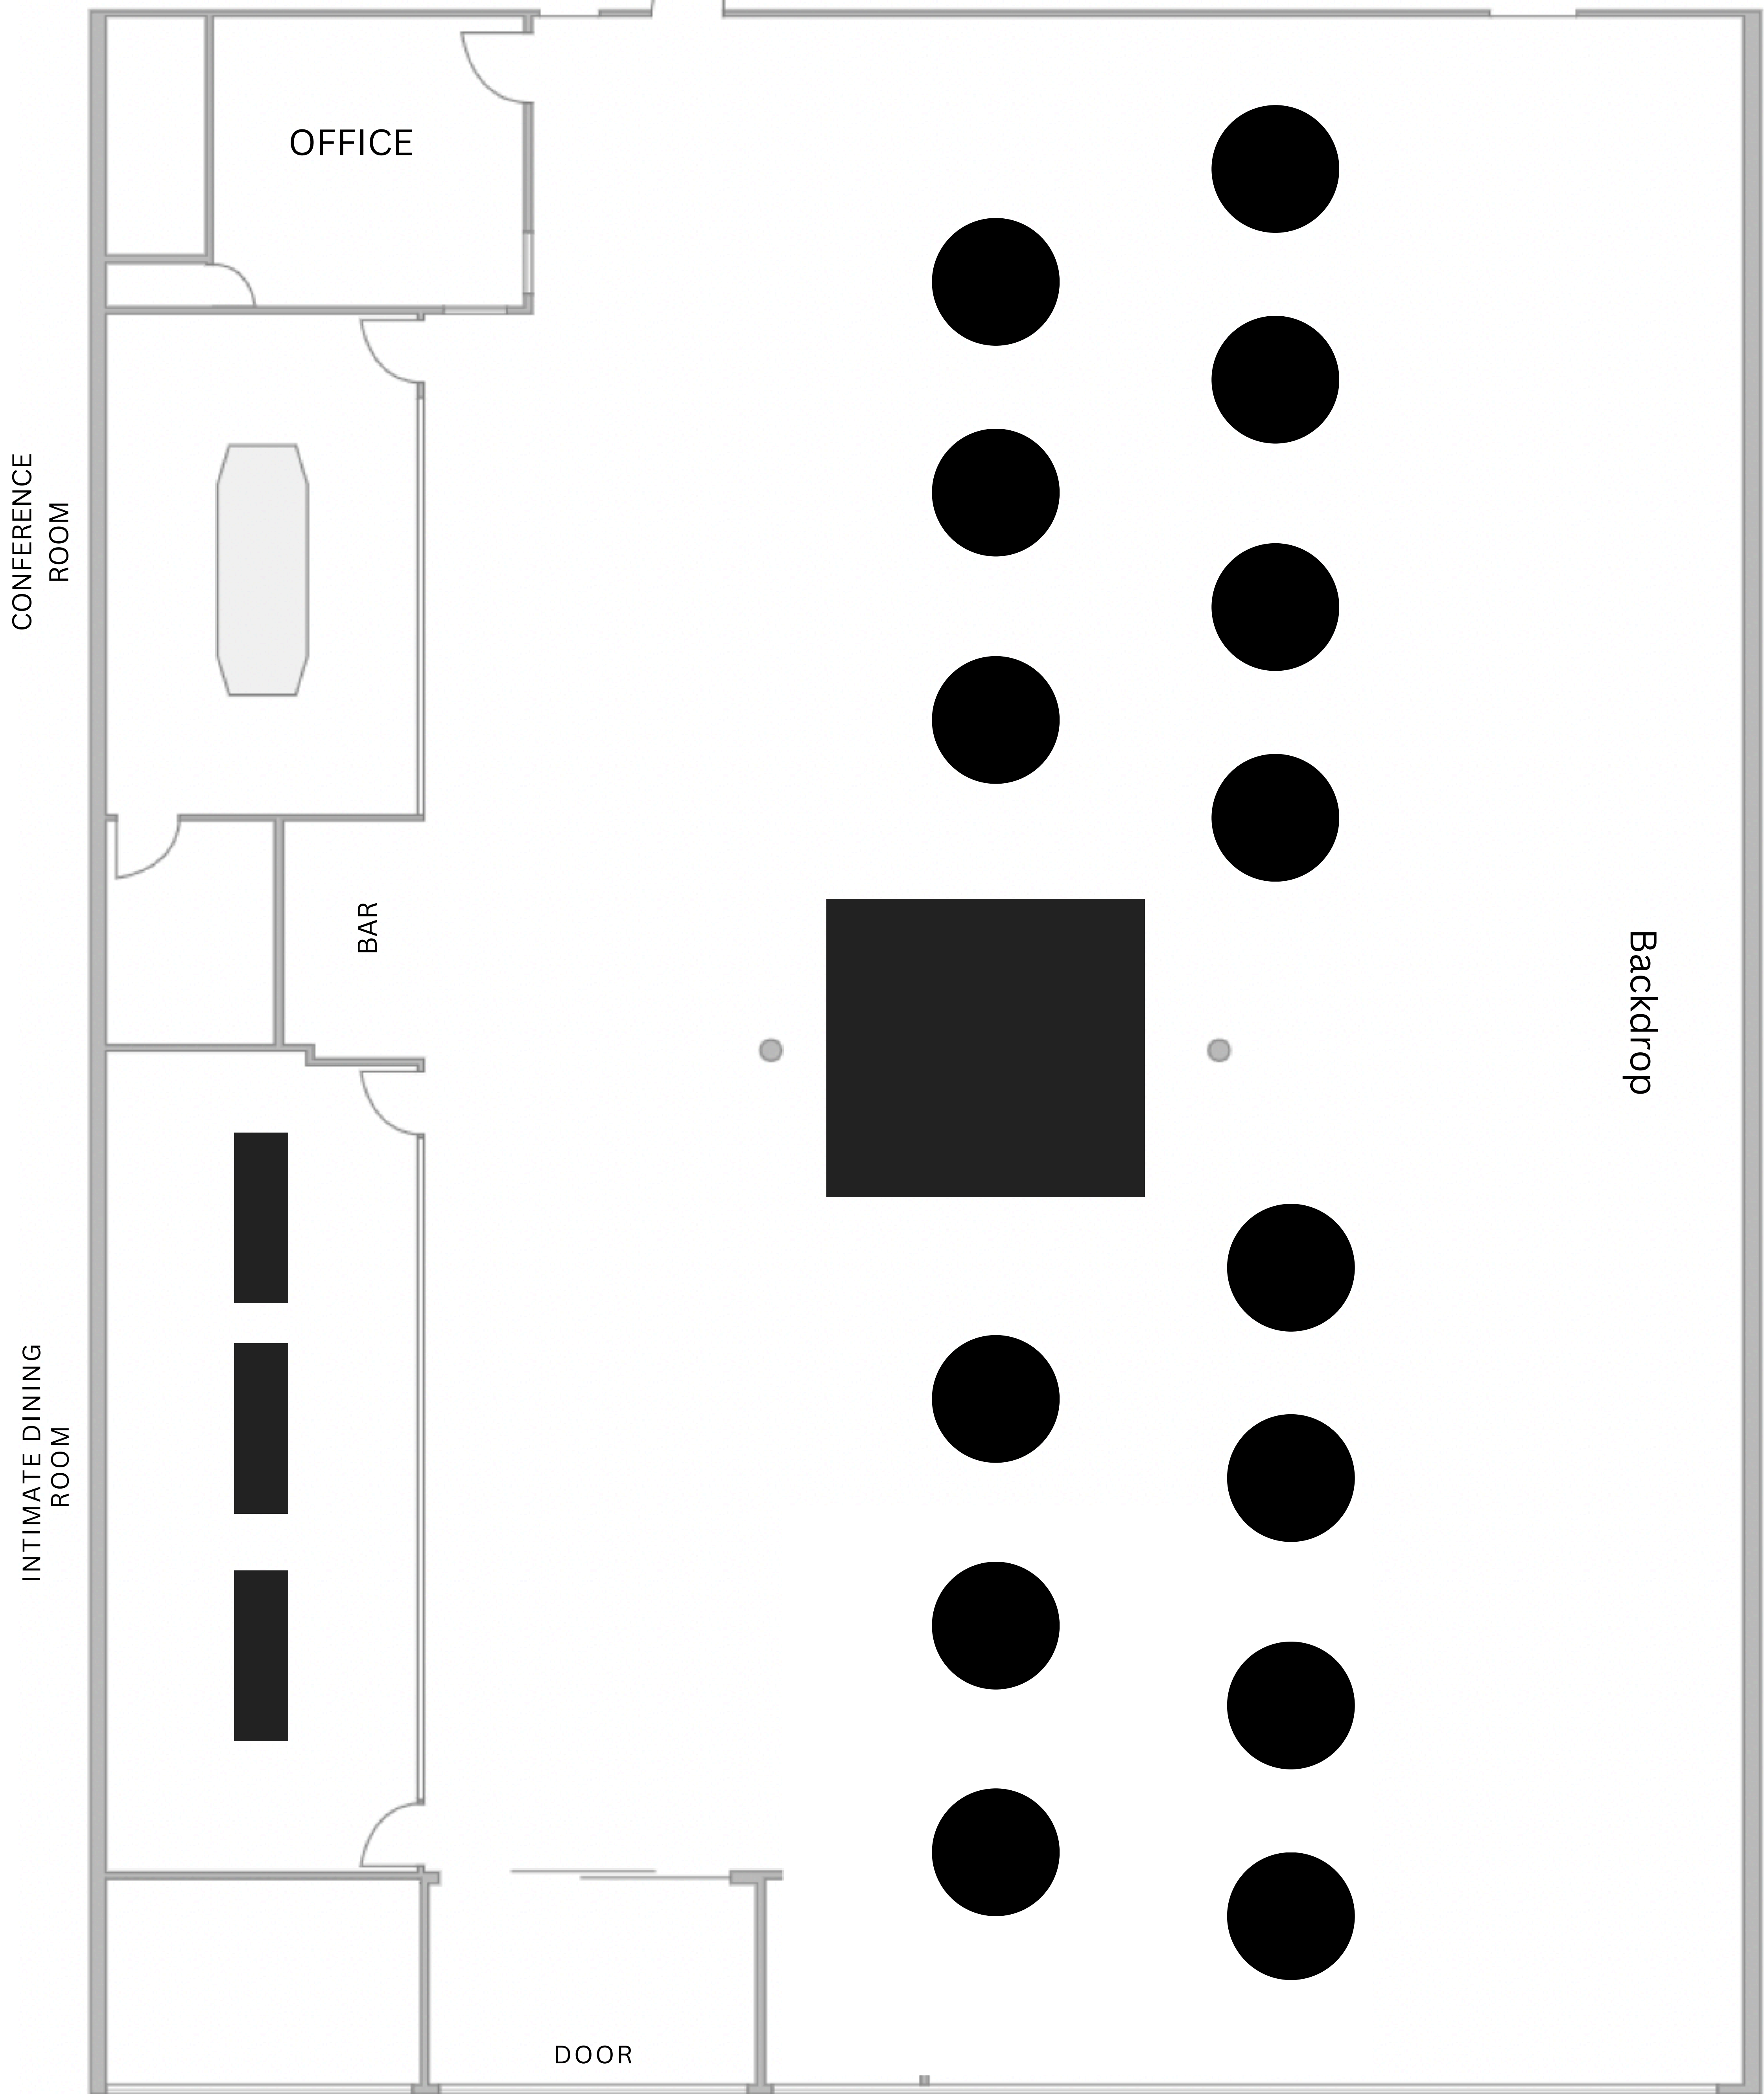 OFFICE
CONFERENCE
ROOM
BAR
Backdrop
INTIMATE DINING
ROOM
DOOR